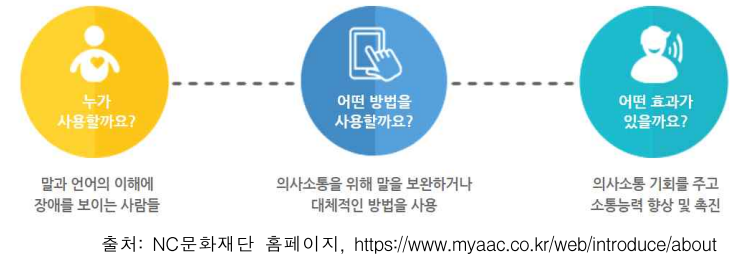 누가
사용할까요?
어떤 방법을
사용할까요?
어떤 효과가
있을까요?
말과 언어의 이해에
장애를 보이는 사람들
의사소통을 위해 말을 보완하거나
대체적인 방법을 사용
의사소통 기회를 주고
소통능력 향상 및 촉진
출처: NC문화재단 홈페이지, https://www.myaac.co.kr/web/introduce/about